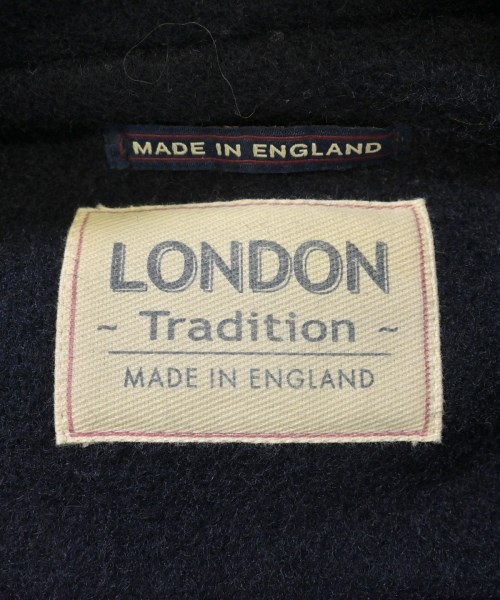 MADE IN ENGLAND
LONDON
~ Tradition ~
MADE IN ENGLAND